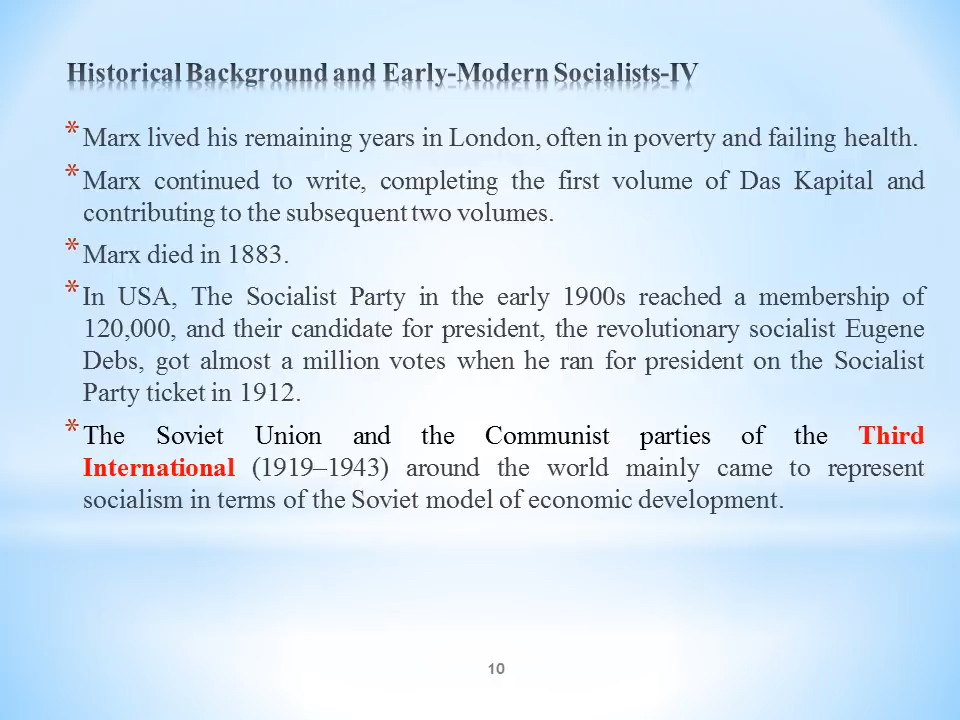 Historical Background and Early-Modern Socialists-IV
* Marx lived his remaining years in London, often in poverty and failing health.
* Marx continued to write, completing the first volume of Das Kapital and
contributing to the subsequent two volumes.
* Marx died in 1883.
* In USA, The Socialist Party in the early 1900s reached a membership of
120,000, and their candidate for president, the revolutionary socialist Eugene
Debs, got almost a million votes when he ran for president on the Socialist
Party ticket in 1912.
* The Soviet Union and the Communist parties of the Third
International (1919–1943) around the world mainly came to represent
socialism in terms of the Soviet model of economic development.
10